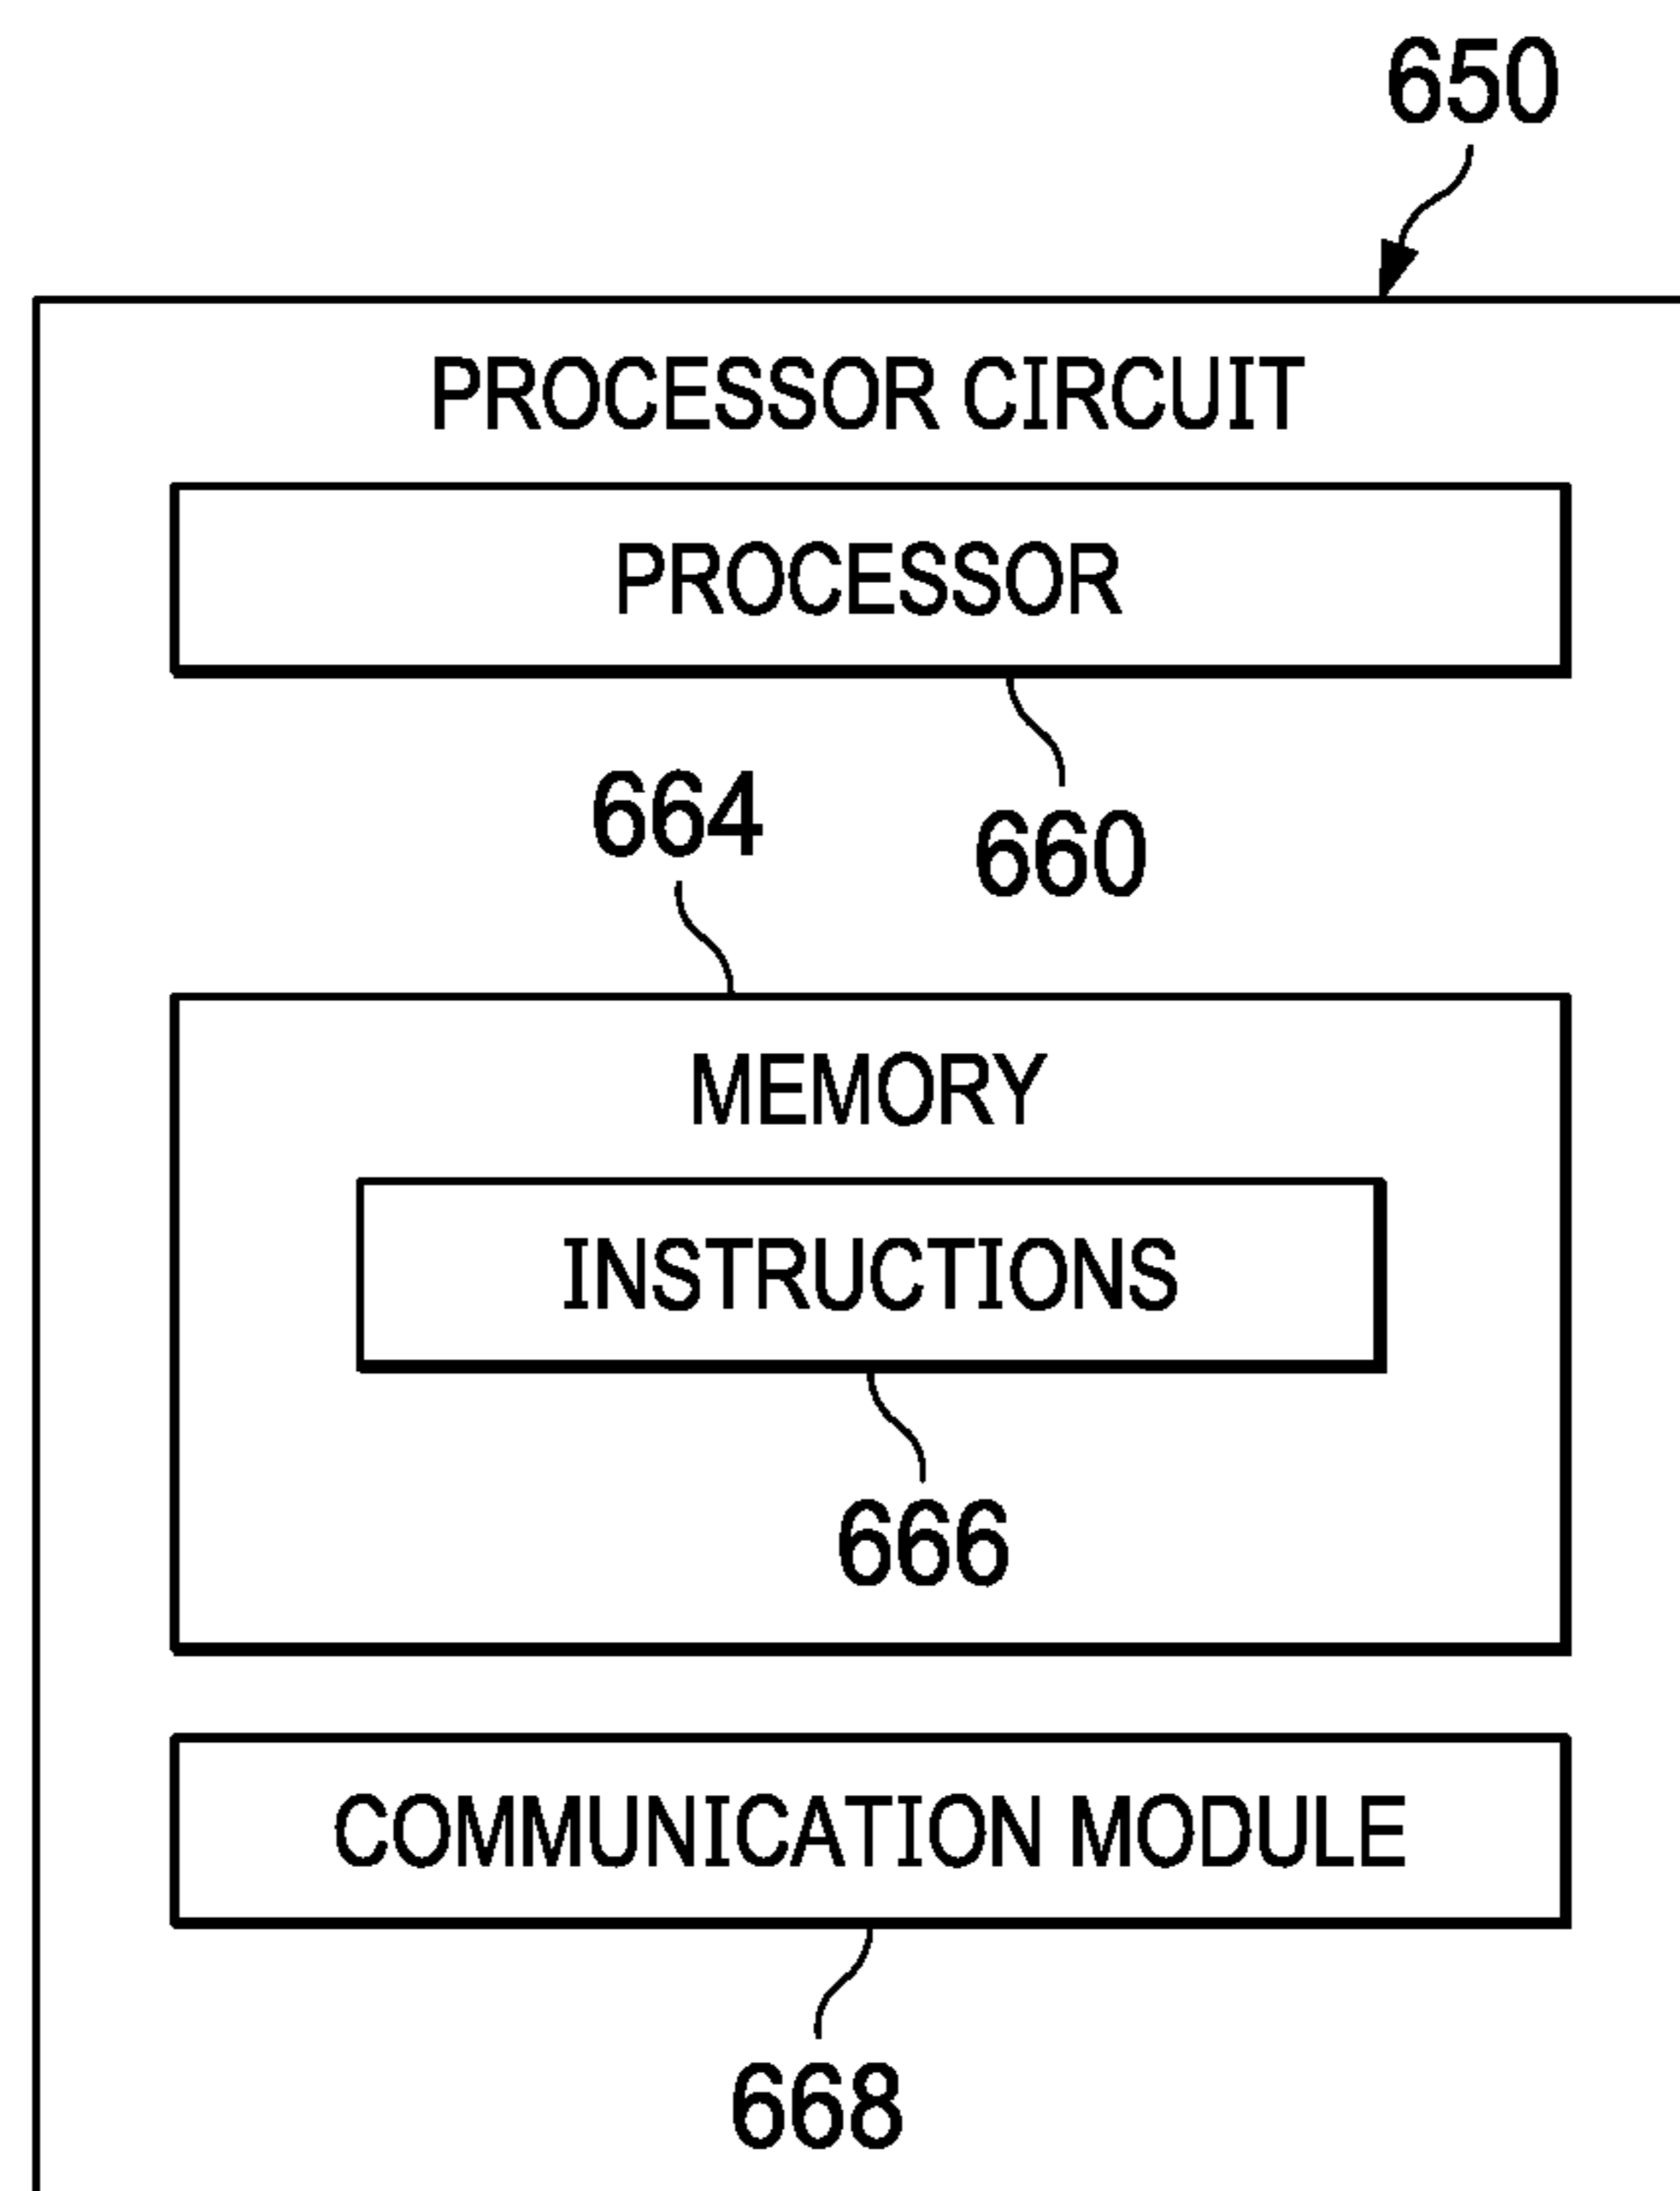 650
PROCESSOR CIRCUIT
PROCESSOR
660
664
MEMORY
INSTRUCTIONS
666
COMMUNICATION MODULE
668